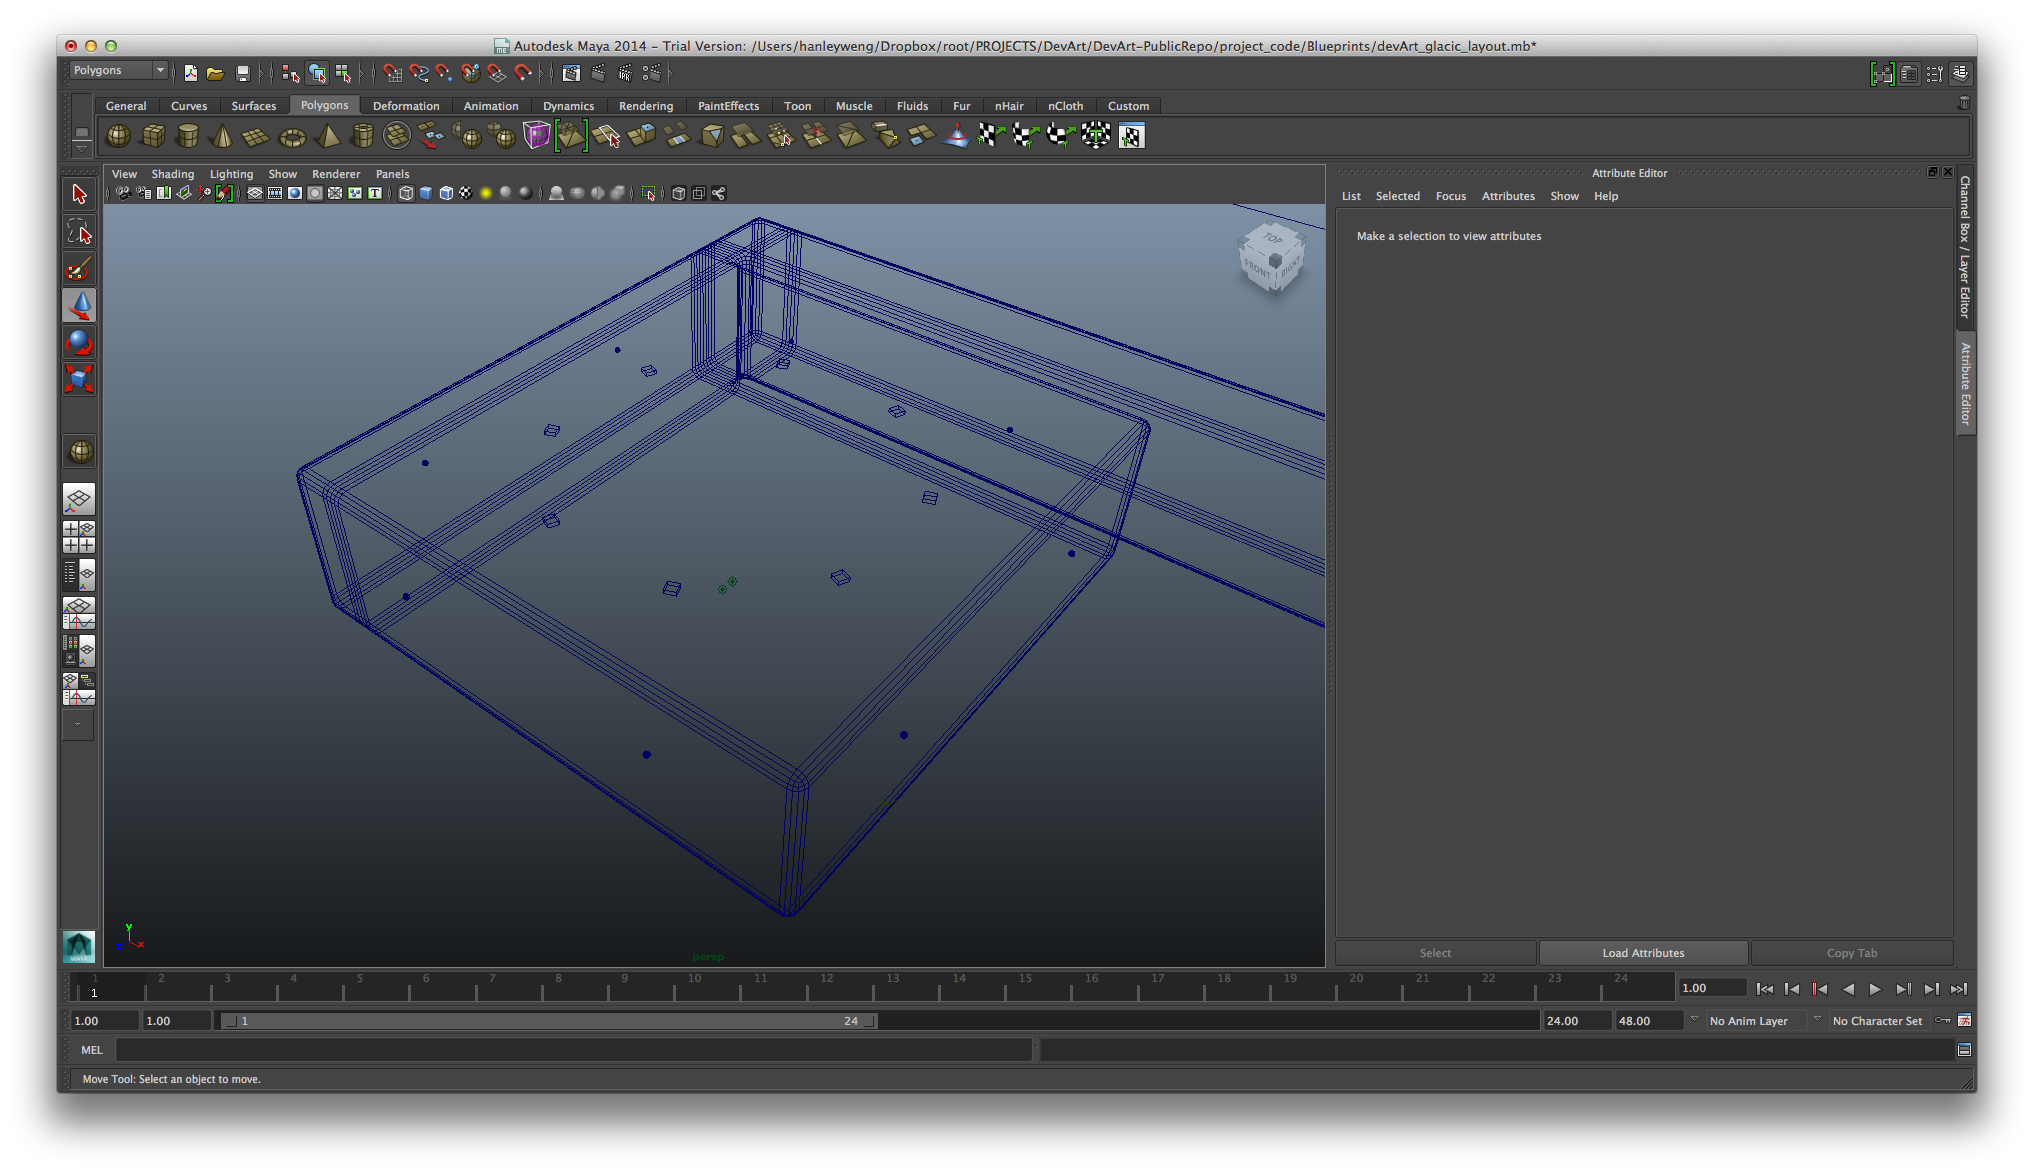 Autodesk Maya 2014 – Trial Version: /Users/hanleyweng/Dropbox/root/PROJECTS/DevArt/DevArt-PublicRepo/project_code/Blueprints/devArt_glacic_layout.mb*
Polygons
General Curves Surfaces Polygons Deformation Animation Dynamics Rendering PaintEffects Toon Muscle Fluids Fur nHair nCloth Custom
View Shading Lighting Show Renderer Panels
Attribute Editor
List Selected Focus Attributes Show Help
Make a selection to view attributes
Channel Box / Layer Editor
Attribute Editor
TOP
FRONT RIGHT
y
x
z
persp
MAYA
Select Load Attributes Copy Tab
1 2 3 4 5 6 7 8 9 10 11 12 13 14 15 16 17 18 19 20 21 22 23 24
1
1.00
1.00 1.00 1 24 24.00 48.00 No Anim Layer No Character Set
MEL
Move Tool: Select an object to move.